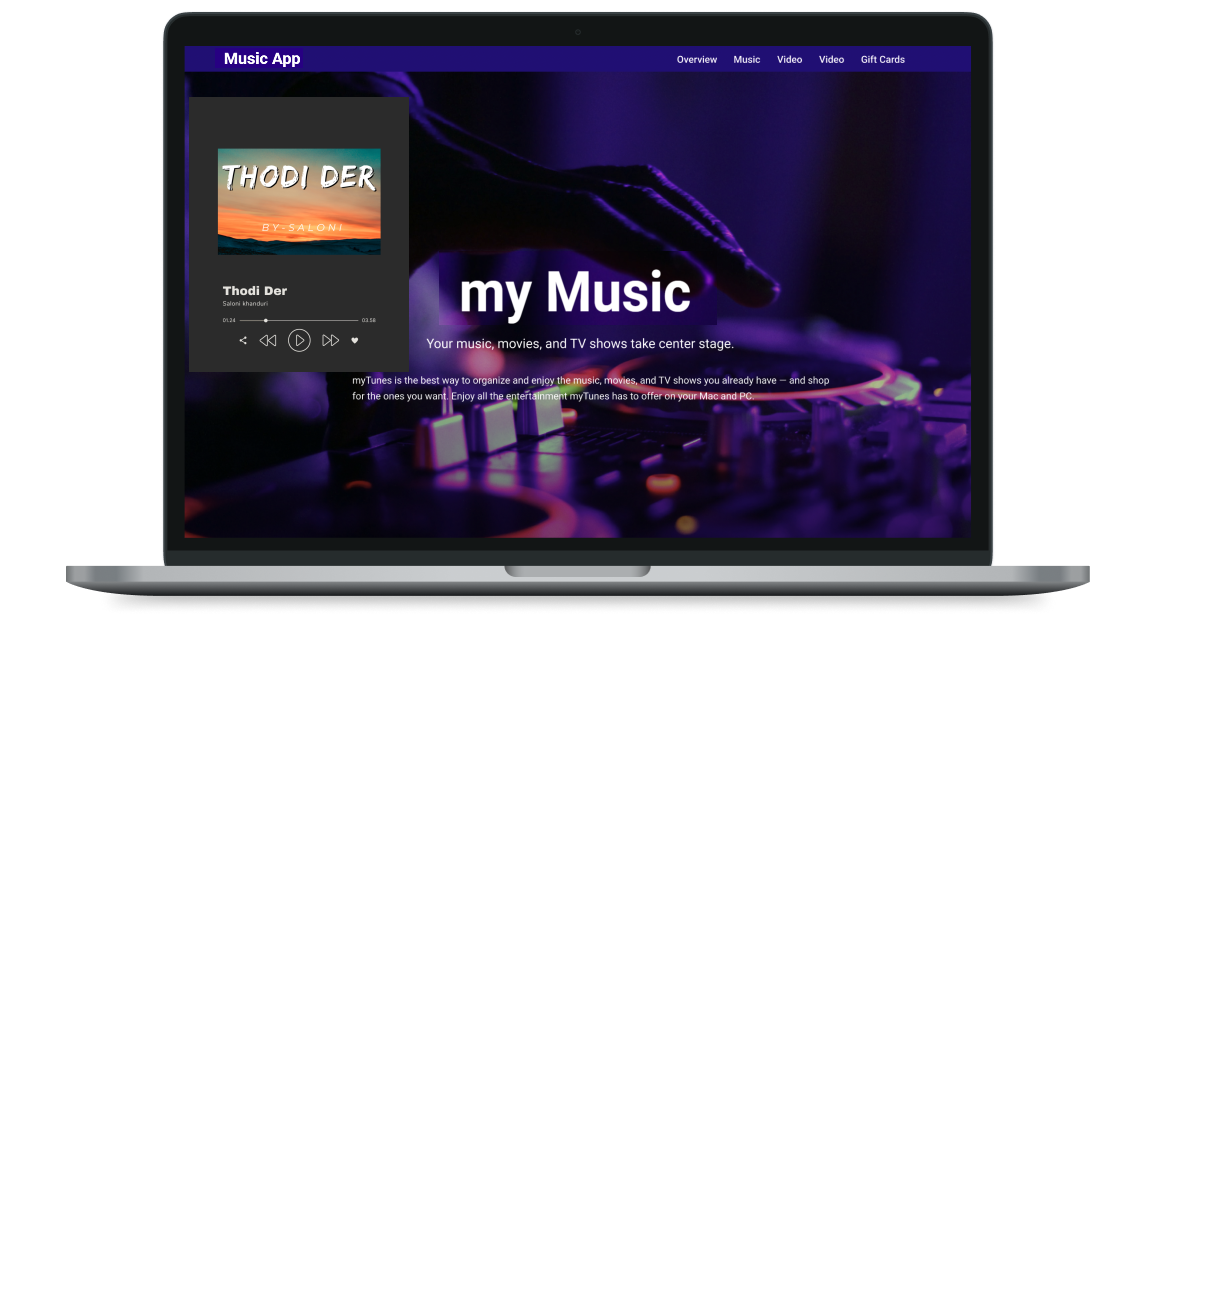 Music App
Overview Music Video Video Gift Cards
THODI DER
BY-SALONI
Thodi Der
Saloni khanduri
01.24 03.58
my Music
Your music, movies, and TV shows take center stage.
myTunes is the best way to organize and enjoy the music, movies, and TV shows you already have — and shop
for the ones you want. Enjoy all the entertainment myTunes has to offer on your Mac and PC.